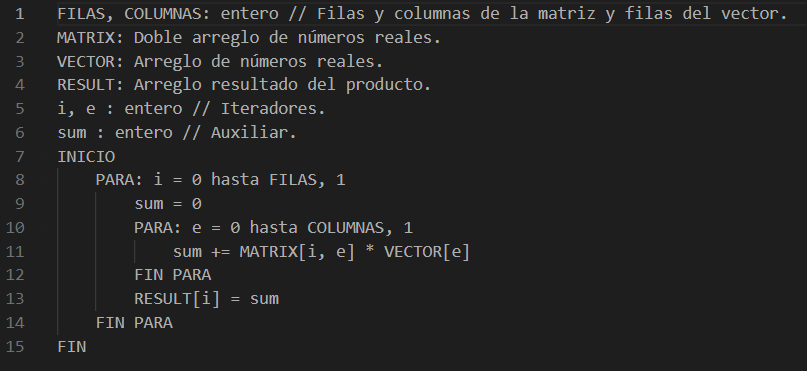 1 FILAS, COLUMNAS: entero // Filas y columnas de la matriz y filas del vector.
2 MATRIX: Doble arreglo de números reales.
3 VECTOR: Arreglo de números reales.
4 RESULT: Arreglo resultado del producto.
5 i, e : entero // Iteradores.
6 sum : entero // Auxiliar.
7 INICIO
8 PARA: i = 0 hasta FILAS, 1
9 sum = 0
10 PARA: e = 0 hasta COLUMNAS, 1
11 sum += MATRIX[i, e] * VECTOR[e]
12 FIN PARA
13 RESULT[i] = sum
14 FIN PARA
15 FIN